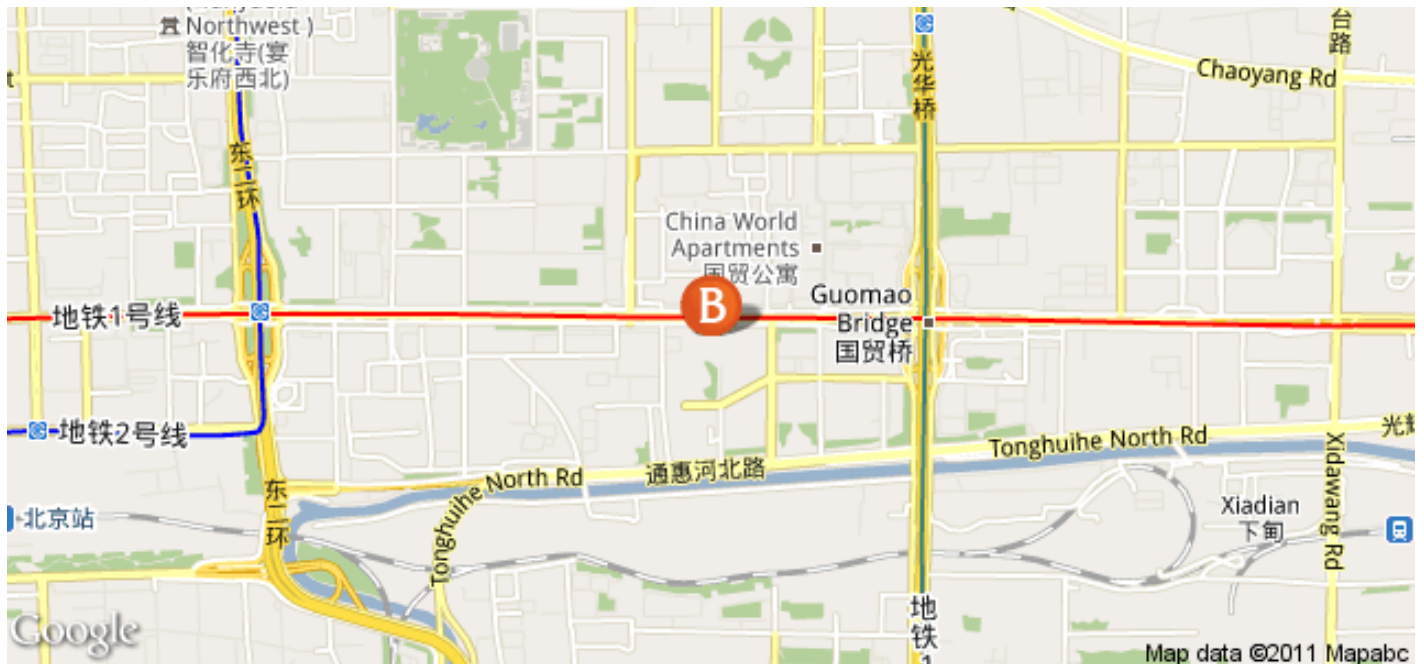 Northwest )
智化寺(宴
乐府西北)
光华桥
台路
Chaoyang Rd
东二环
China World
Apartments
国贸公寓
B
Guomao
Bridge
国贸桥
地铁1号线
地铁2号线
Tonghuihe North Rd
通惠河北路
Tonghuihe North Rd
Xidawang Rd
北京站
东二环
Xiadian
下甸
地铁1
Google
Map data ©2011 Mapabc